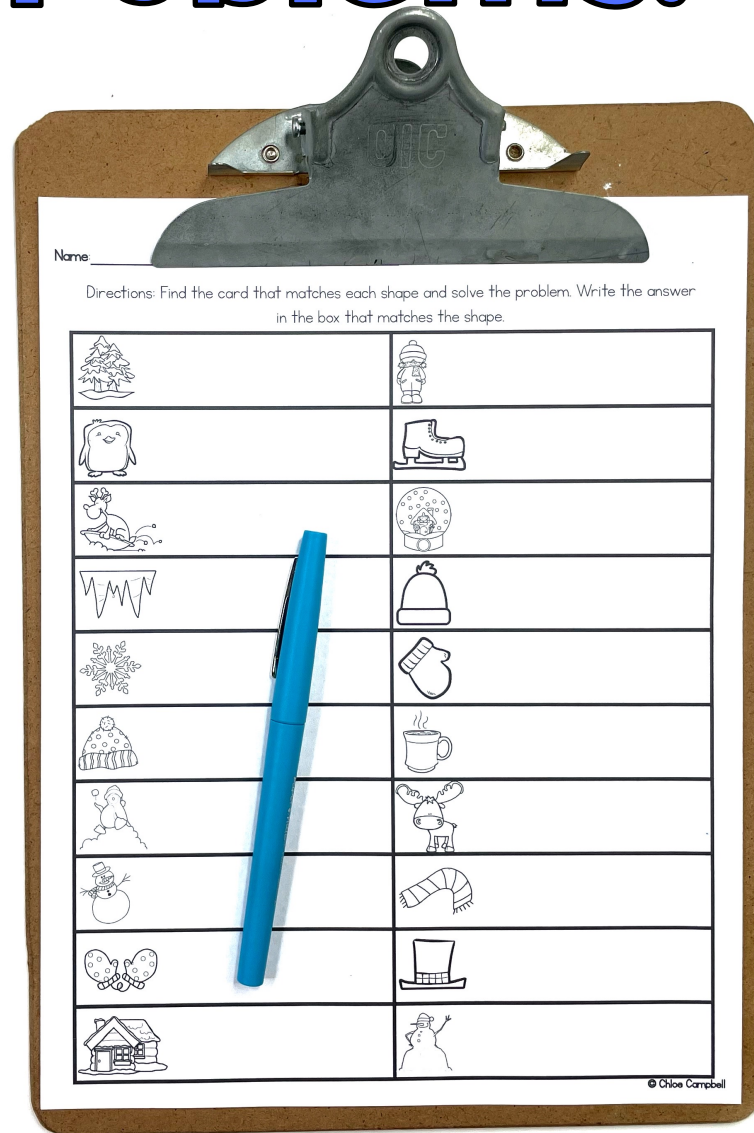 Name:
Directions: Find the card that matches each shape and solve the problem. Write the answer
in the box that matches the shape.
© Chloe Campbell